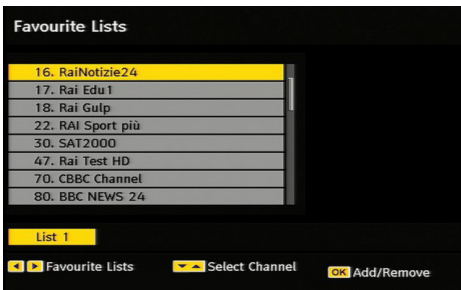 Favourite Lists
16. RaiNotizie24
17. Rai Edu1
18. Rai Gulp
22. RAI Sport più
30. SAT2000
47. Rai Test HD
70. CBBC Channel
80. BBC NEWS 24
List 1
Favourite Lists Select Channel OK Add/Remove